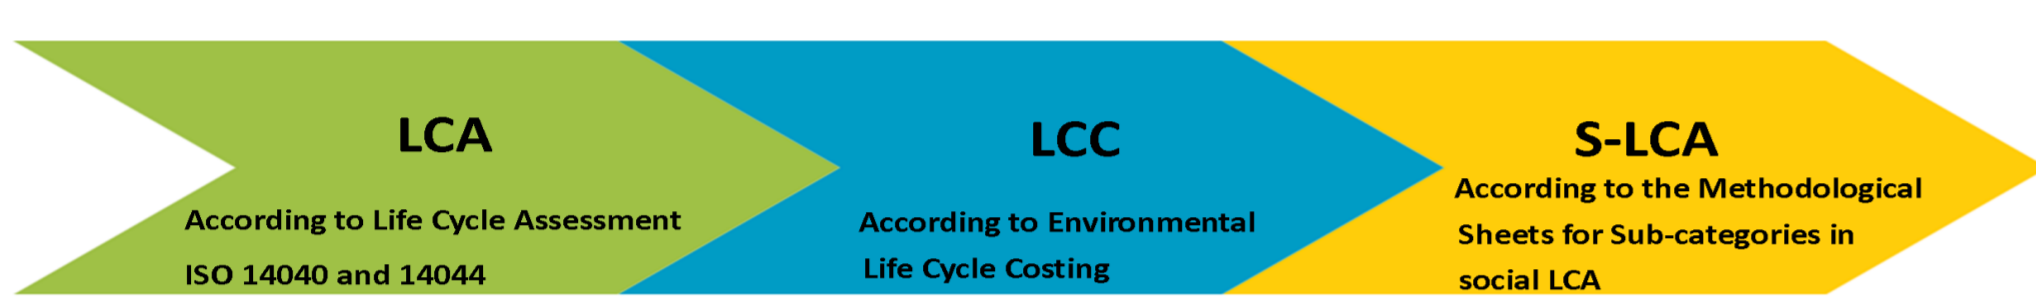 LCA
According to Life Cycle Assessment
ISO 14040 and 14044
LCC
According to Environmental
Life Cycle Costing
S-LCA
According to the Methodological
Sheets for Sub-categories in
social LCA